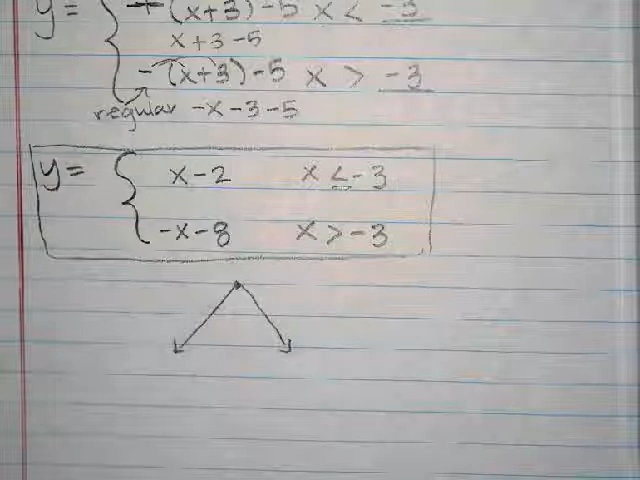 y= { +(x+3)-5 x < -3
x+3-5
-(x+3)-5 x > -3
regular -x-3-5
y= { x-2 x ≤ -3
-x-8 x > -3